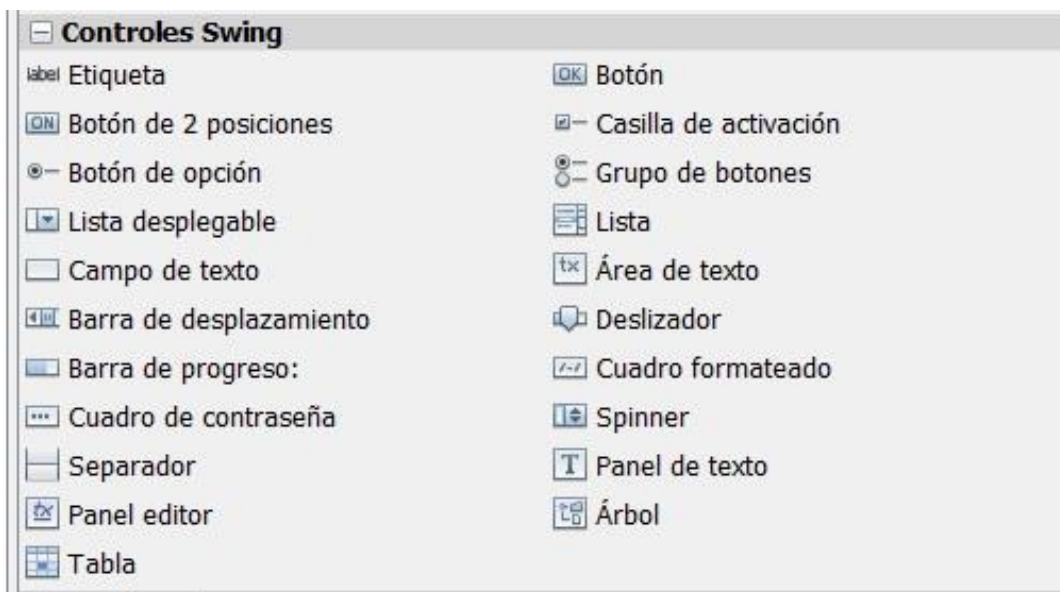 Controles Swing
label Etiqueta OK Botón
ON Botón de 2 posiciones Casilla de activación
Botón de opción Grupo de botones
Lista desplegable Lista
Campo de texto tx Área de texto
Barra de desplazamiento Deslizador
Barra de progreso: Cuadro formateado
Cuadro de contraseña Spinner
Separador T Panel de texto
Panel editor Árbol
Tabla